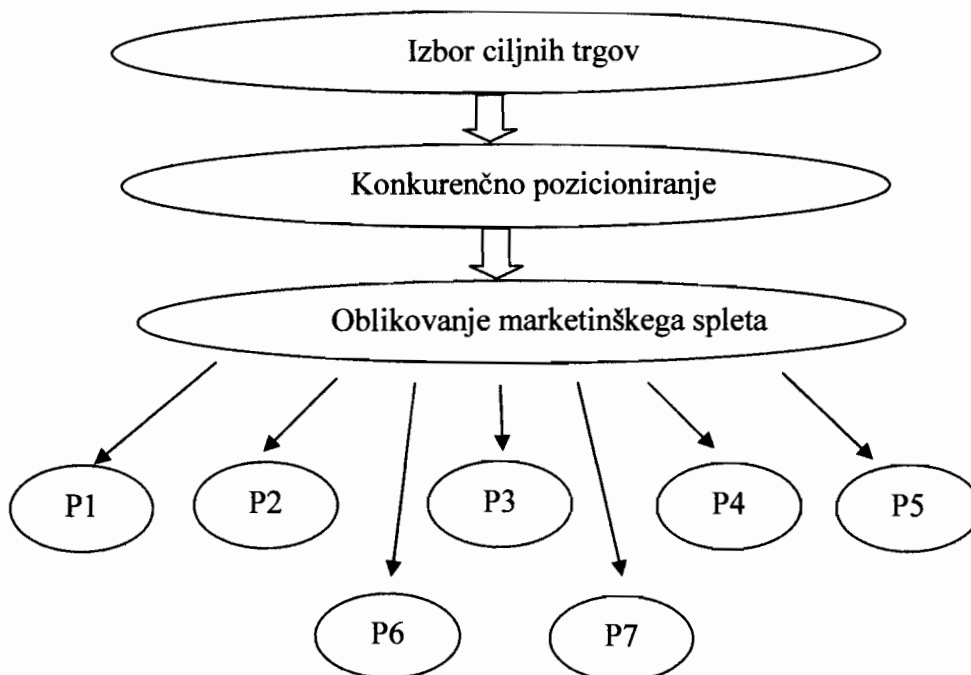 Izbor ciljnih trgov
Konkurenčno pozicioniranje
Oblikovanje marketinškega spleta
P1
P2
P3
P4
P5
P6
P7